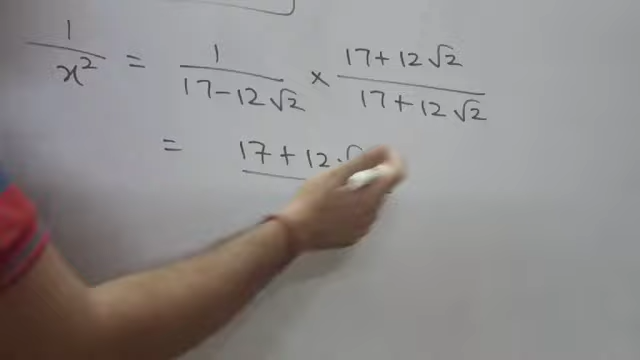 1/x² = 1/(17-12√2) × (17+12√2)/(17+12√2)
= 17+12√